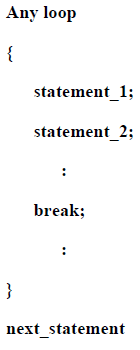 Any loop
{
statement_1;
statement_2;
:
break;
:
}
next_statement